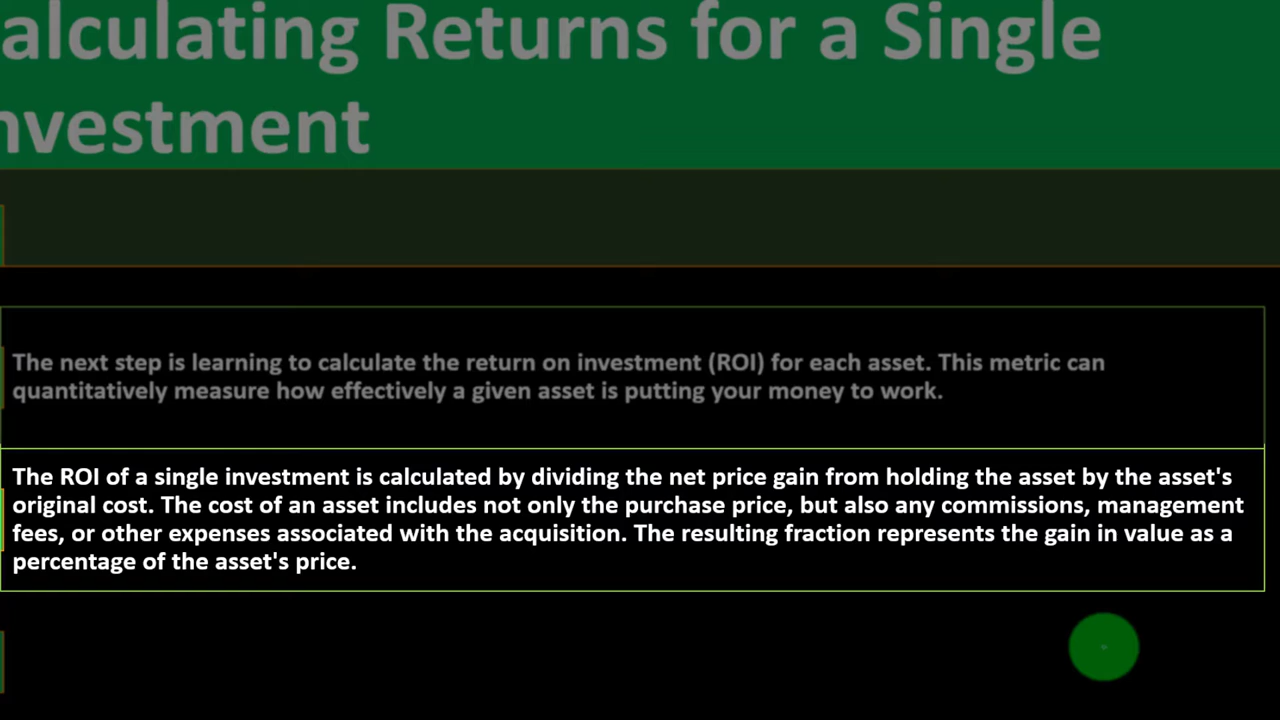 alculating Returns for a Single
nvestment
The next step is learning to calculate the return on investment (ROI) for each asset. This metric can
quantitatively measure how effectively a given asset is putting your money to work.
The ROI of a single investment is calculated by dividing the net price gain from holding the asset by the asset's
original cost. The cost of an asset includes not only the purchase price, but also any commissions, management
fees, or other expenses associated with the acquisition. The resulting fraction represents the gain in value as a
percentage of the asset's price.